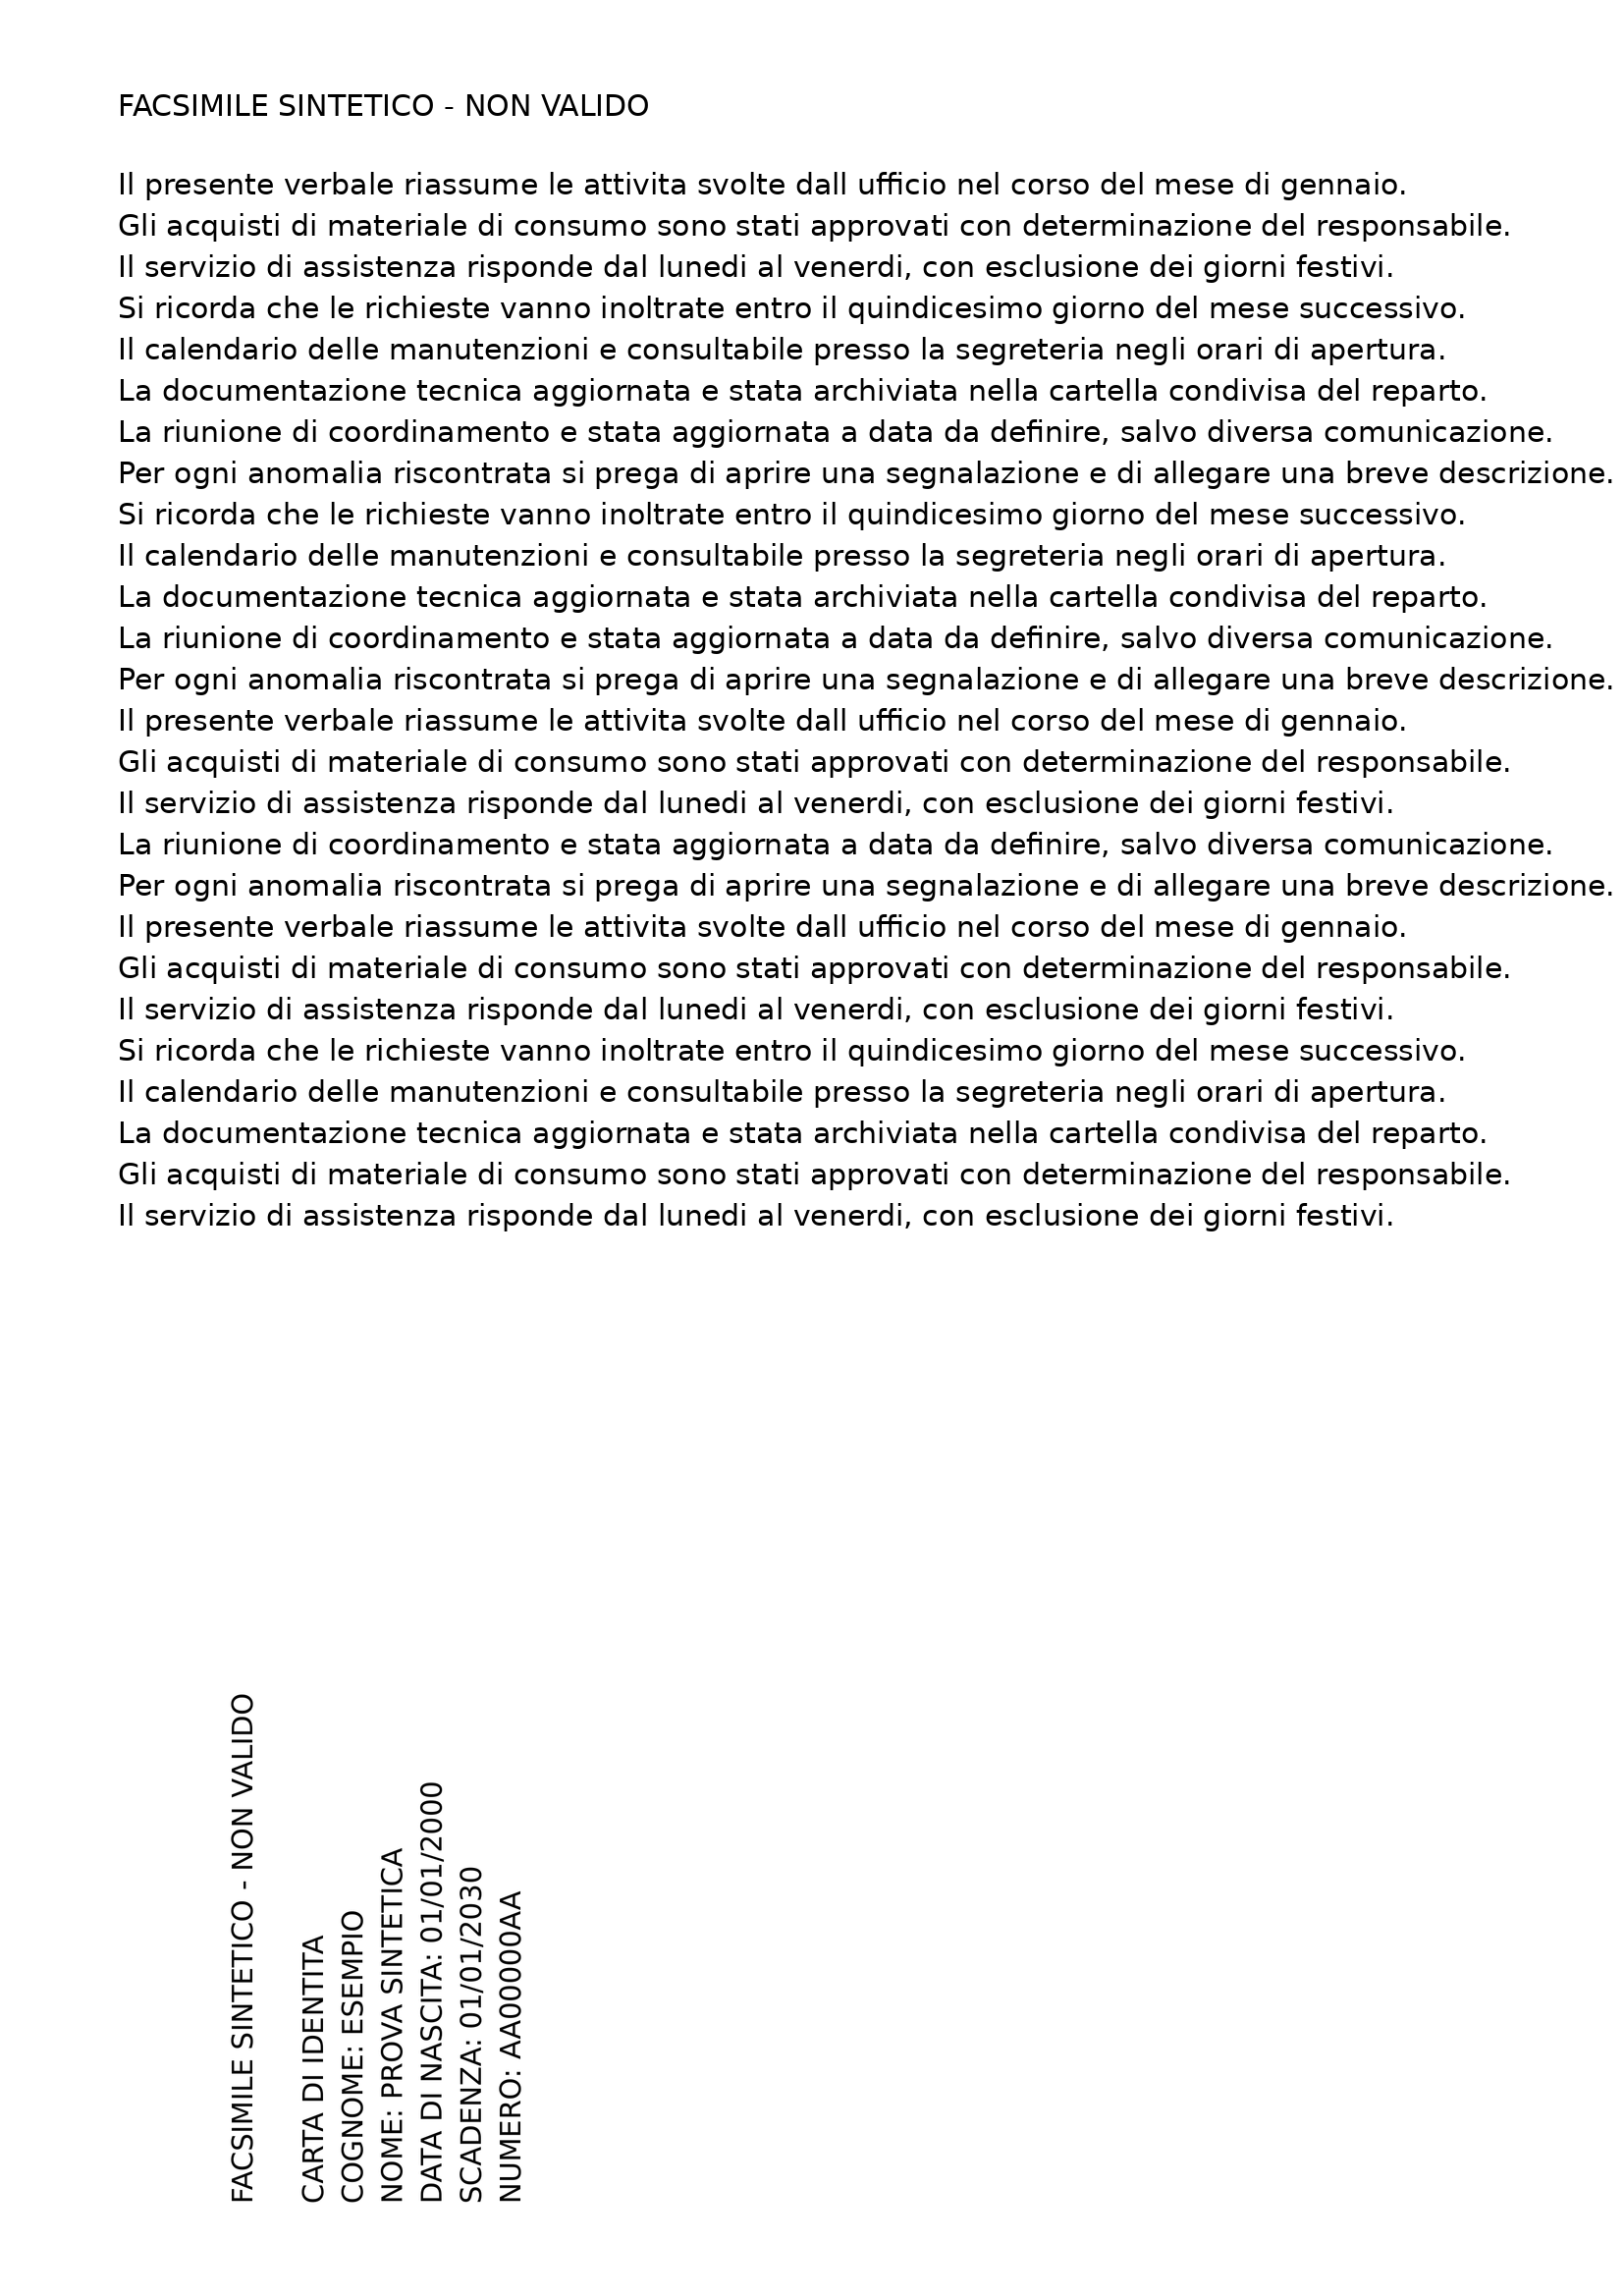 FACSIMILE SINTETICO - NON VALIDO
Il presente verbale riassume le attivita svolte dall ufficio nel corso del mese di gennaio.
Gli acquisti di materiale di consumo sono stati approvati con determinazione del responsabile.
Il servizio di assistenza risponde dal lunedi al venerdi, con esclusione dei giorni festivi.
Si ricorda che le richieste vanno inoltrate entro il quindicesimo giorno del mese successivo.
Il calendario delle manutenzioni e consultabile presso la segreteria negli orari di apertura.
La documentazione tecnica aggiornata e stata archiviata nella cartella condivisa del reparto.
La riunione di coordinamento e stata aggiornata a data da definire, salvo diversa comunicazione.
Per ogni anomalia riscontrata si prega di aprire una segnalazione e di allegare una breve descrizione.
Si ricorda che le richieste vanno inoltrate entro il quindicesimo giorno del mese successivo.
Il calendario delle manutenzioni e consultabile presso la segreteria negli orari di apertura.
La documentazione tecnica aggiornata e stata archiviata nella cartella condivisa del reparto.
La riunione di coordinamento e stata aggiornata a data da definire, salvo diversa comunicazione.
Per ogni anomalia riscontrata si prega di aprire una segnalazione e di allegare una breve descrizione.
Il presente verbale riassume le attivita svolte dall ufficio nel corso del mese di gennaio.
Gli acquisti di materiale di consumo sono stati approvati con determinazione del responsabile.
Il servizio di assistenza risponde dal lunedi al venerdi, con esclusione dei giorni festivi.
La riunione di coordinamento e stata aggiornata a data da definire, salvo diversa comunicazione.
Per ogni anomalia riscontrata si prega di aprire una segnalazione e di allegare una breve descrizione.
Il presente verbale riassume le attivita svolte dall ufficio nel corso del mese di gennaio.
Gli acquisti di materiale di consumo sono stati approvati con determinazione del responsabile.
Il servizio di assistenza risponde dal lunedi al venerdi, con esclusione dei giorni festivi.
Si ricorda che le richieste vanno inoltrate entro il quindicesimo giorno del mese successivo.
Il calendario delle manutenzioni e consultabile presso la segreteria negli orari di apertura.
La documentazione tecnica aggiornata e stata archiviata nella cartella condivisa del reparto.
Gli acquisti di materiale di consumo sono stati approvati con determinazione del responsabile.
Il servizio di assistenza risponde dal lunedi al venerdi, con esclusione dei giorni festivi.
FACSIMILE SINTETICO - NON VALIDO
CARTA DI IDENTITA
COGNOME: ESEMPIO
NOME: PROVA SINTETICA
DATA DI NASCITA: 01/01/2000
SCADENZA: 01/01/2030
NUMERO: AA00000AA